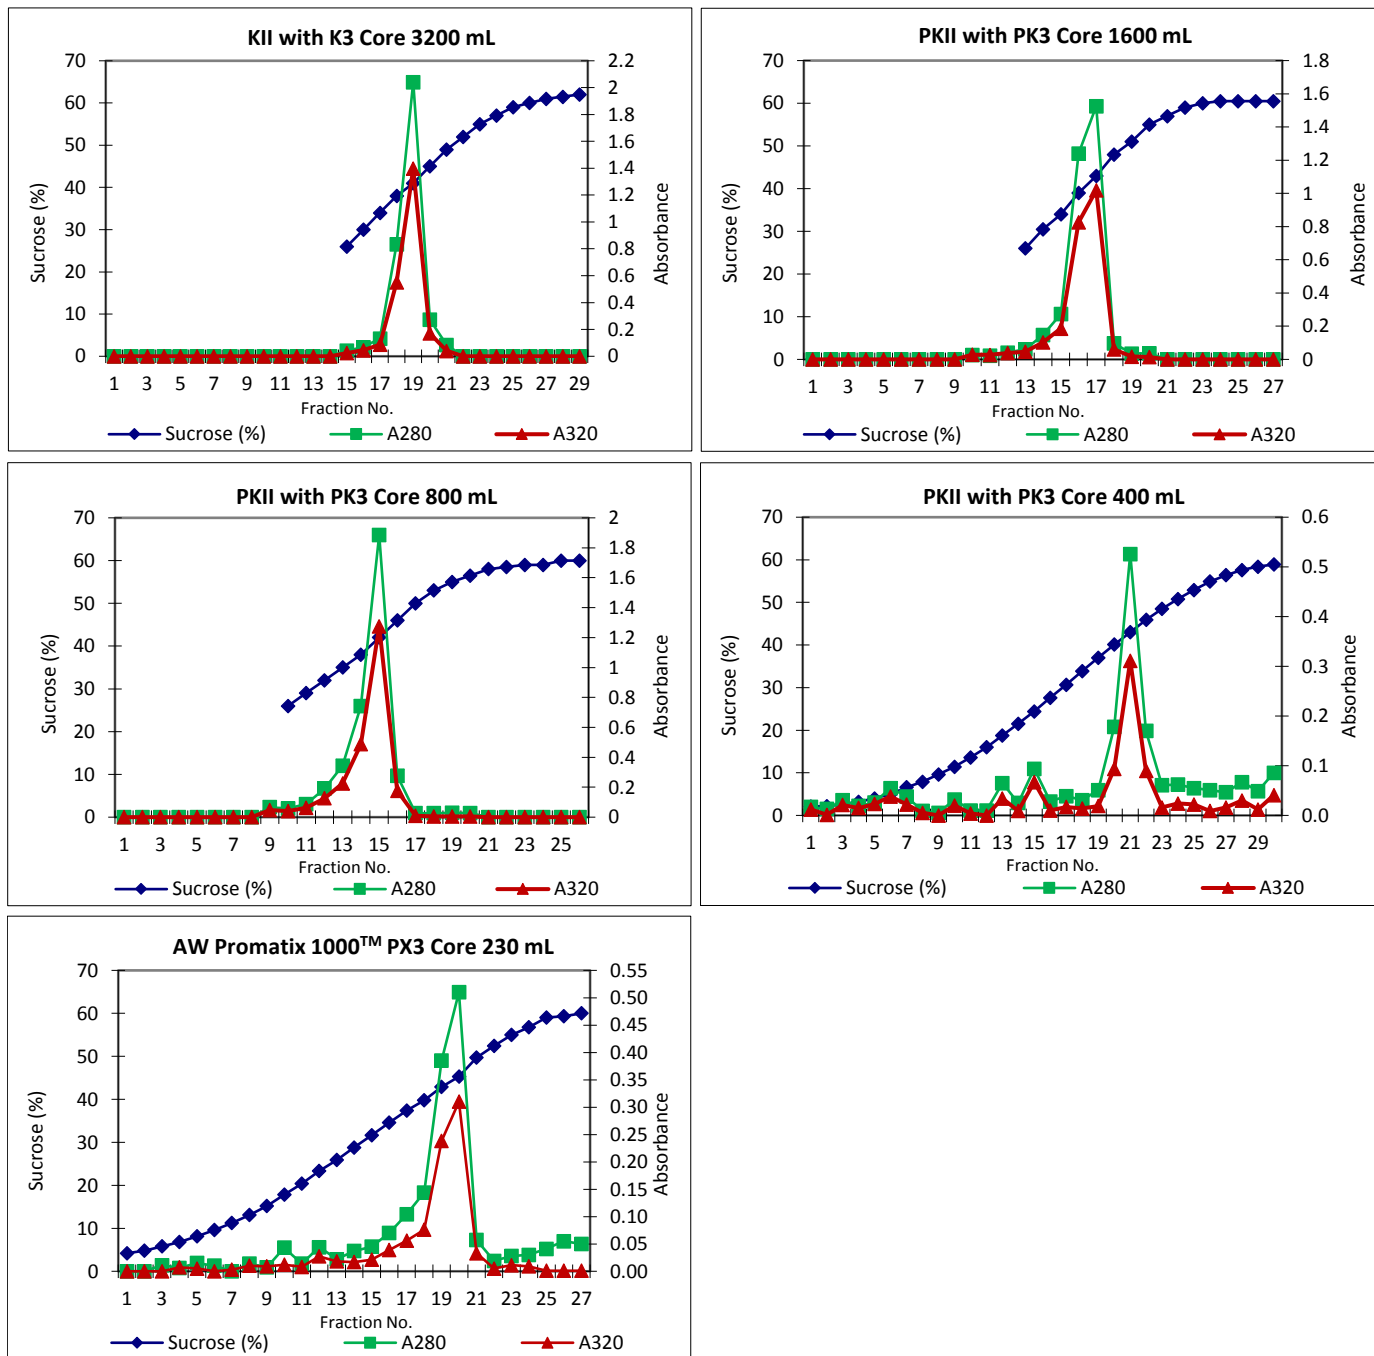 KII with K3 Core 3200 mL
70 60 50 40 30 20 10 0
Sucrose (%)
2.2 2 1.8 1.6 1.4 1.2 1 0.8 0.6 0.4 0.2 0
Absorbance
1 3 5 7 9 11 13 15 17 19 21 23 25 27 29
Fraction No.
Sucrose (%) A280 A320
PKII with PK3 Core 1600 mL
70 60 50 40 30 20 10 0
Sucrose (%)
1.8 1.6 1.4 1.2 1 0.8 0.6 0.4 0.2 0
Absorbance
1 3 5 7 9 11 13 15 17 19 21 23 25 27
Fraction No.
Sucrose (%) A280 A320
PKII with PK3 Core 800 mL
70 60 50 40 30 20 10 0
Sucrose (%)
2 1.8 1.6 1.4 1.2 1 0.8 0.6 0.4 0.2 0
Absorbance
1 3 5 7 9 11 13 15 17 19 21 23 25
Fraction No.
Sucrose (%) A280 A320
PKII with PK3 Core 400 mL
70 60 50 40 30 20 10 0
Sucrose (%)
0.6 0.5 0.4 0.3 0.2 0.1 0.0
Absorbance
1 3 5 7 9 11 13 15 17 19 21 23 25 27 29
Fraction No.
Sucrose (%) A280 A320
AW Promatix 1000™ PX3 Core 230 mL
70 60 50 40 30 20 10 0
Sucrose (%)
0.55 0.50 0.45 0.40 0.35 0.30 0.25 0.20 0.15 0.10 0.05 0.00
Absorbance
1 3 5 7 9 11 13 15 17 19 21 23 25 27
Fraction No.
Sucrose (%) A280 A320